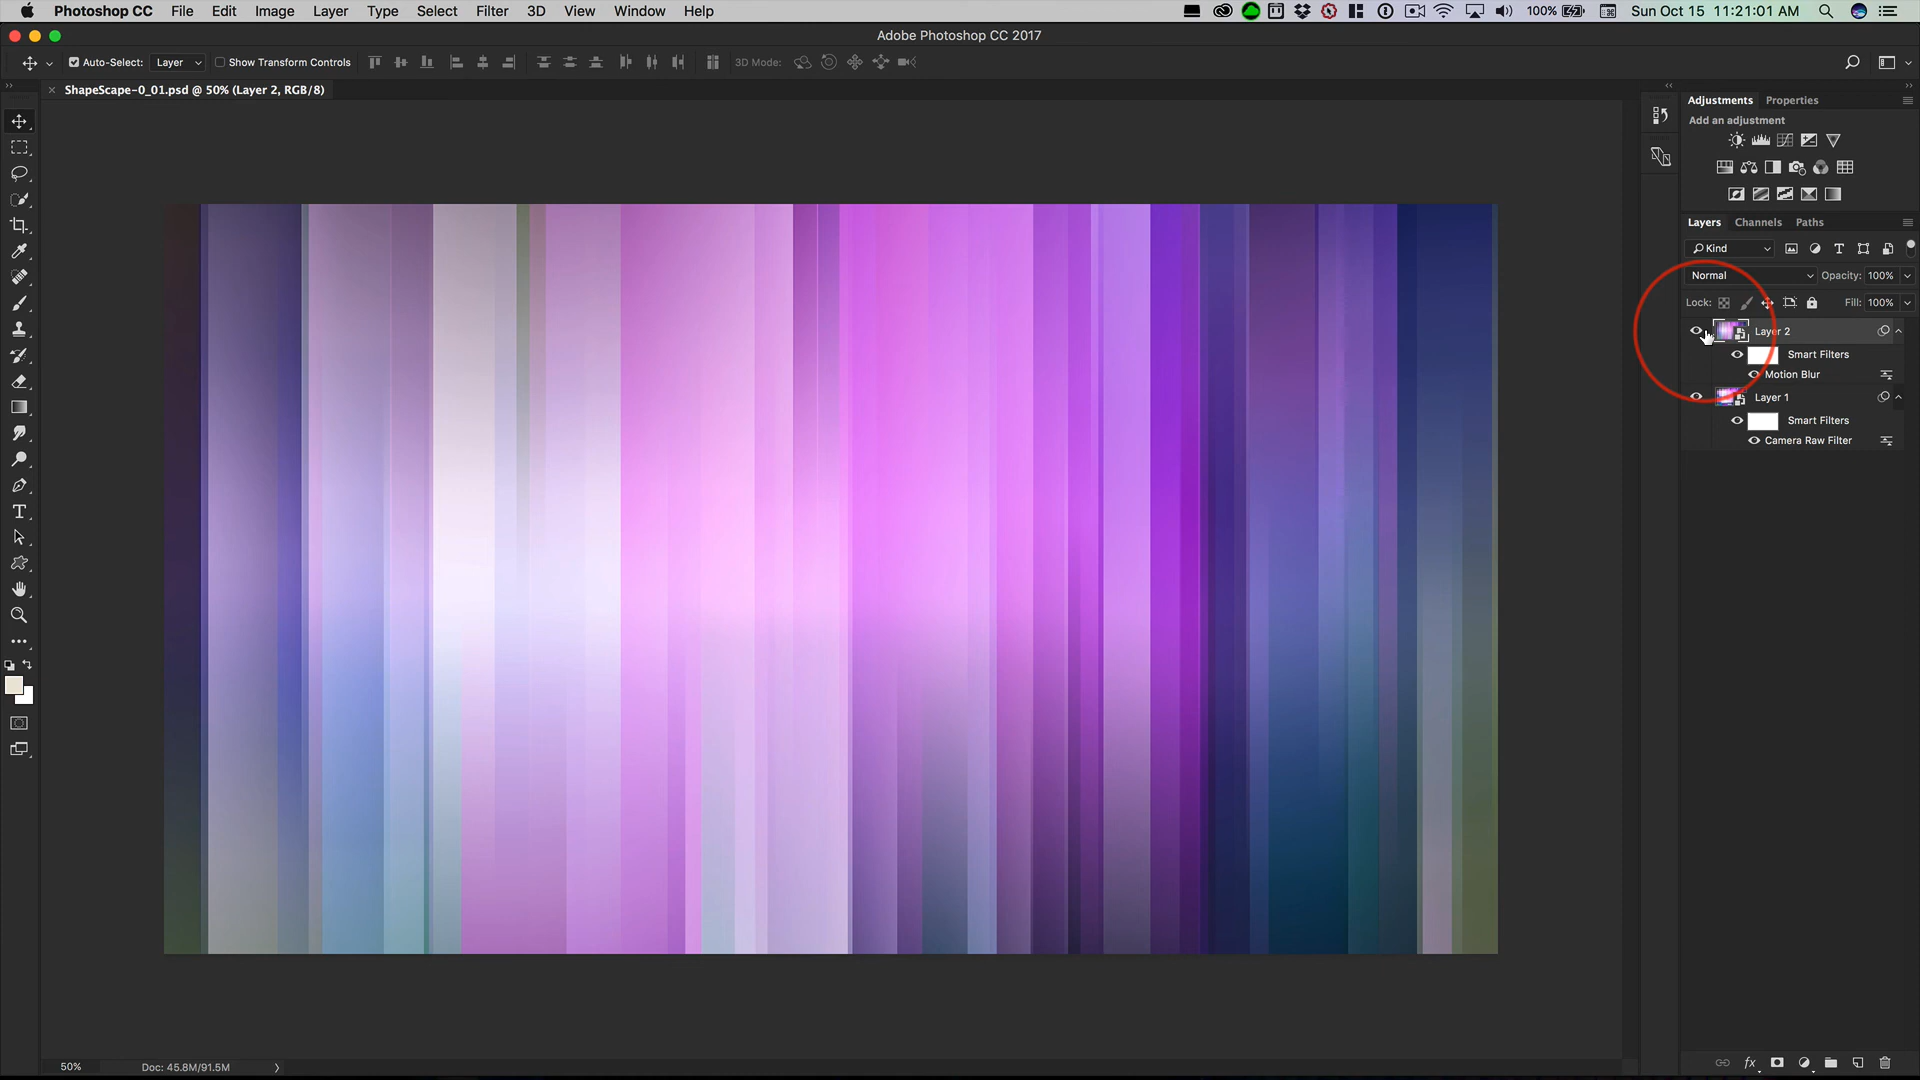 Photoshop CC File Edit Image Layer Type Select Filter 3D View Window Help 100% Sun Oct 15 11:21:01 AM
Adobe Photoshop CC 2017
Auto-Select: Layer Show Transform Controls 3D Mode:
ShapeScape-0_01.psd @ 50% (Layer 2, RGB/8)
Adjustments Properties
Add an adjustment
Layers Channels Paths
Kind
Normal Opacity: 100%
Lock: Fill: 100%
Layer 2
Smart Filters
Motion Blur
Layer 1
Smart Filters
Camera Raw Filter
50% Doc: 45.8M/91.5M